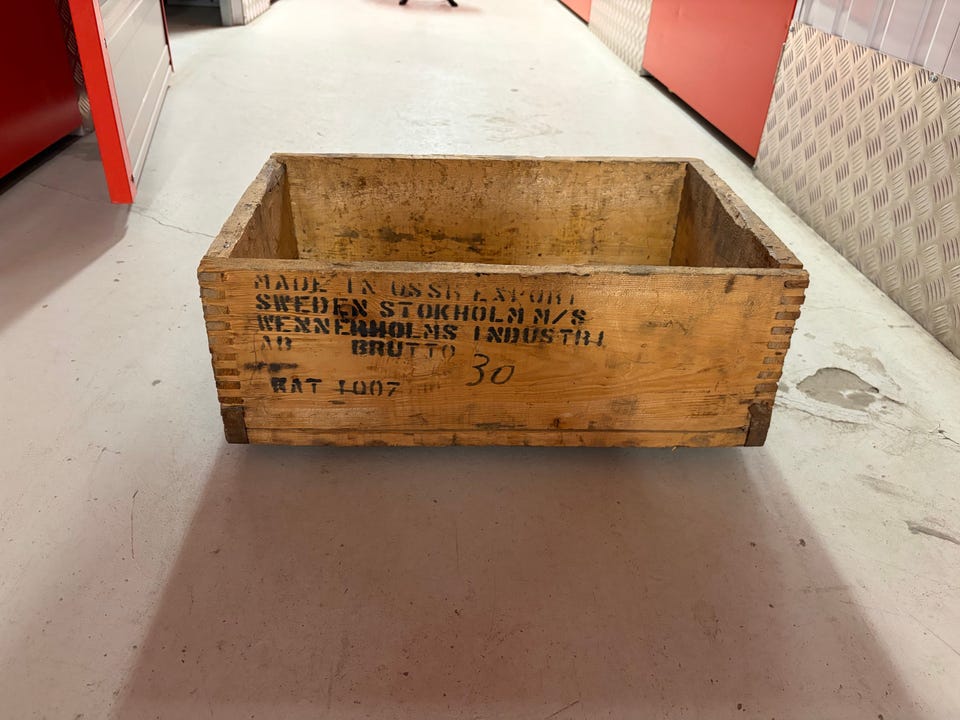 MADE IN USSR EXPORT
SWEDEN STOKHOLM M/S
WENNERHOLMS INDUSTRI
AB BRUTTO 30
KAT 1007